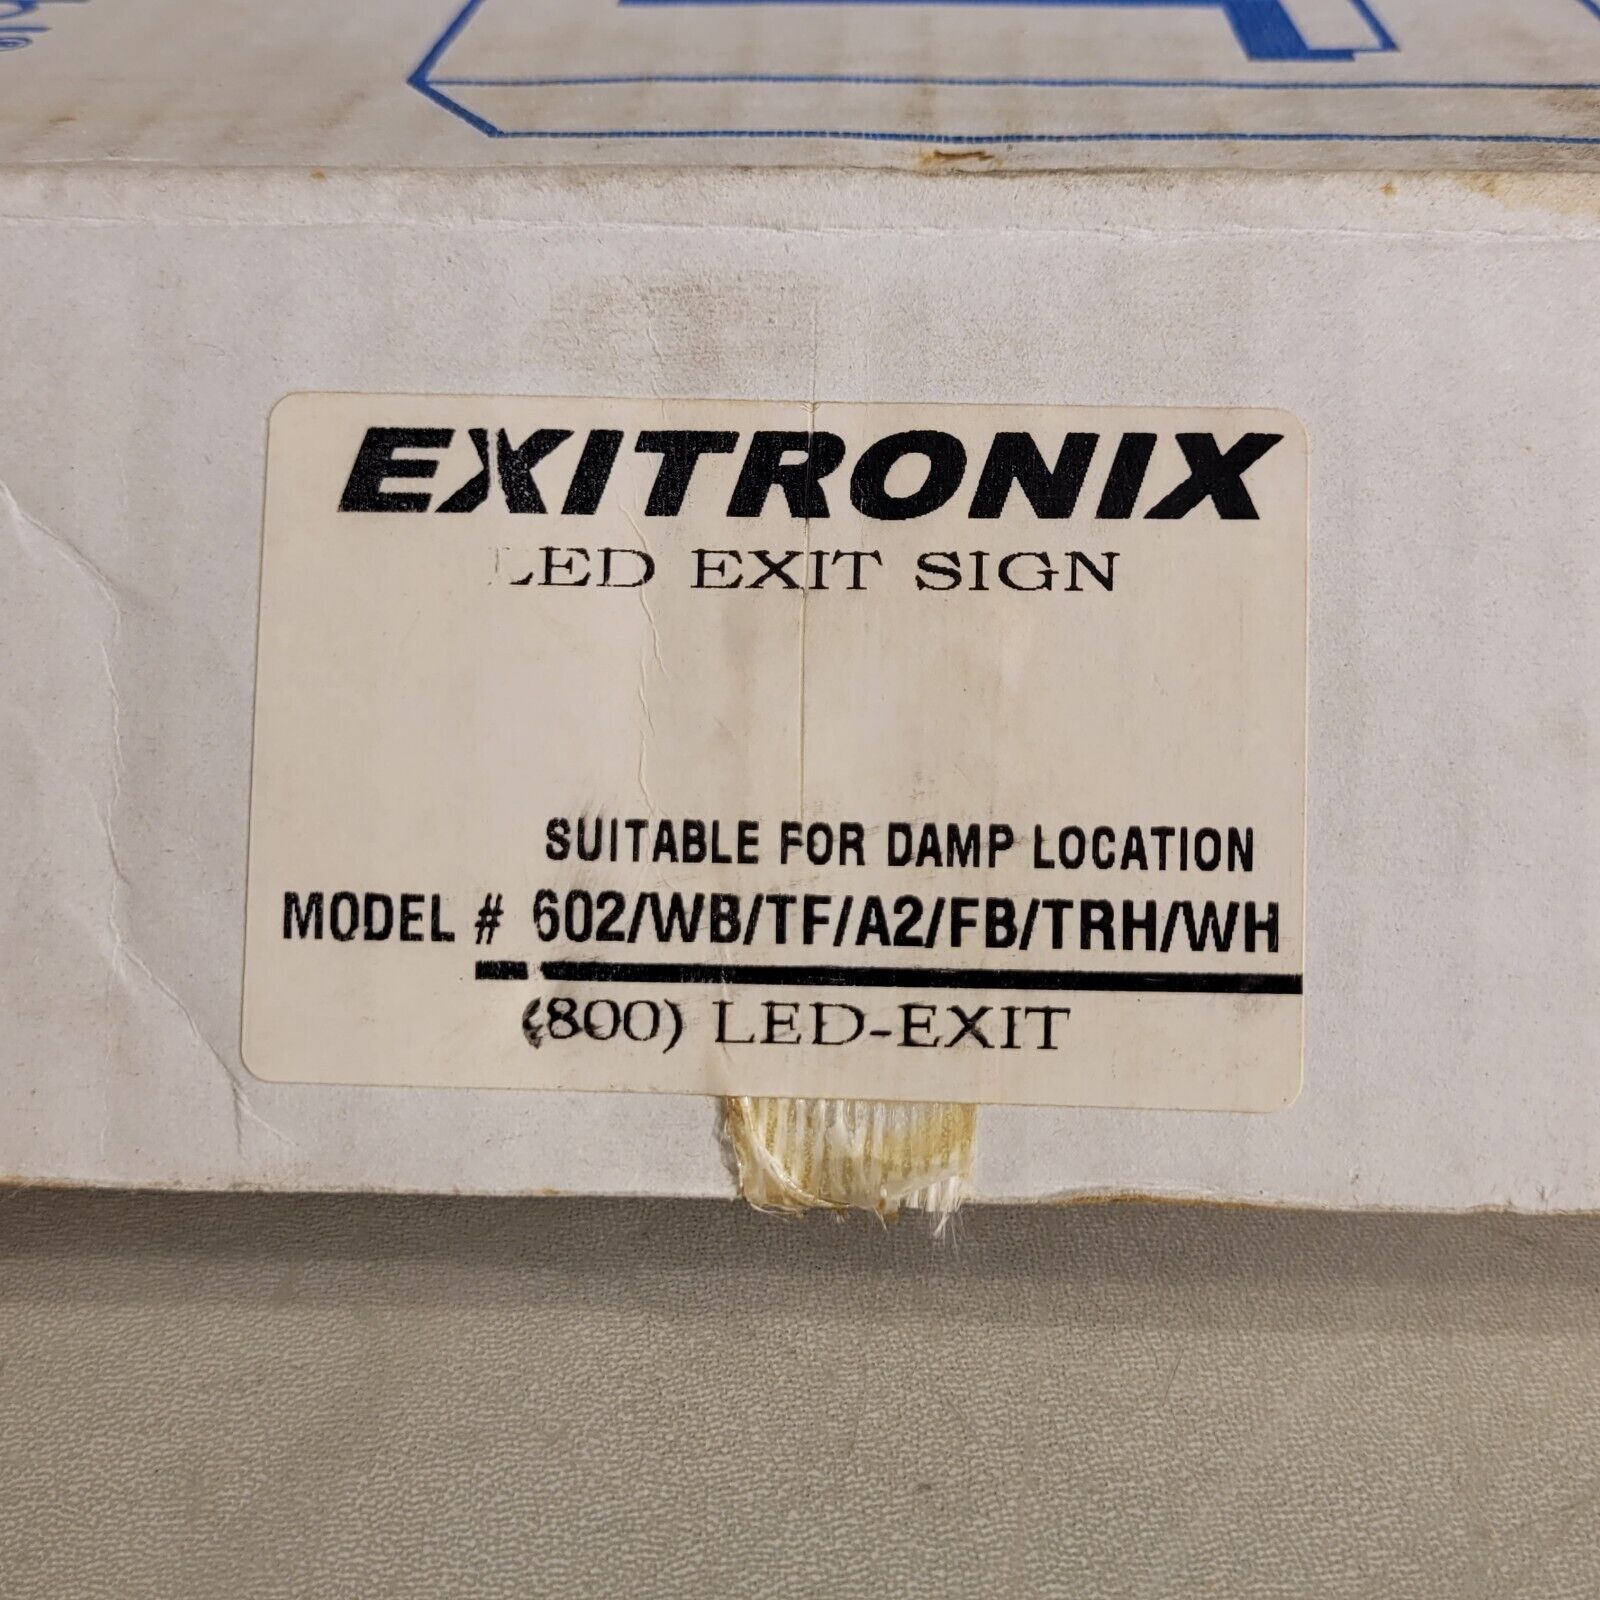 EXITRONIX
LED EXIT SIGN
SUITABLE FOR DAMP LOCATION
MODEL # 602/WB/TF/A2/FB/TRH/WH
(800) LED-EXIT